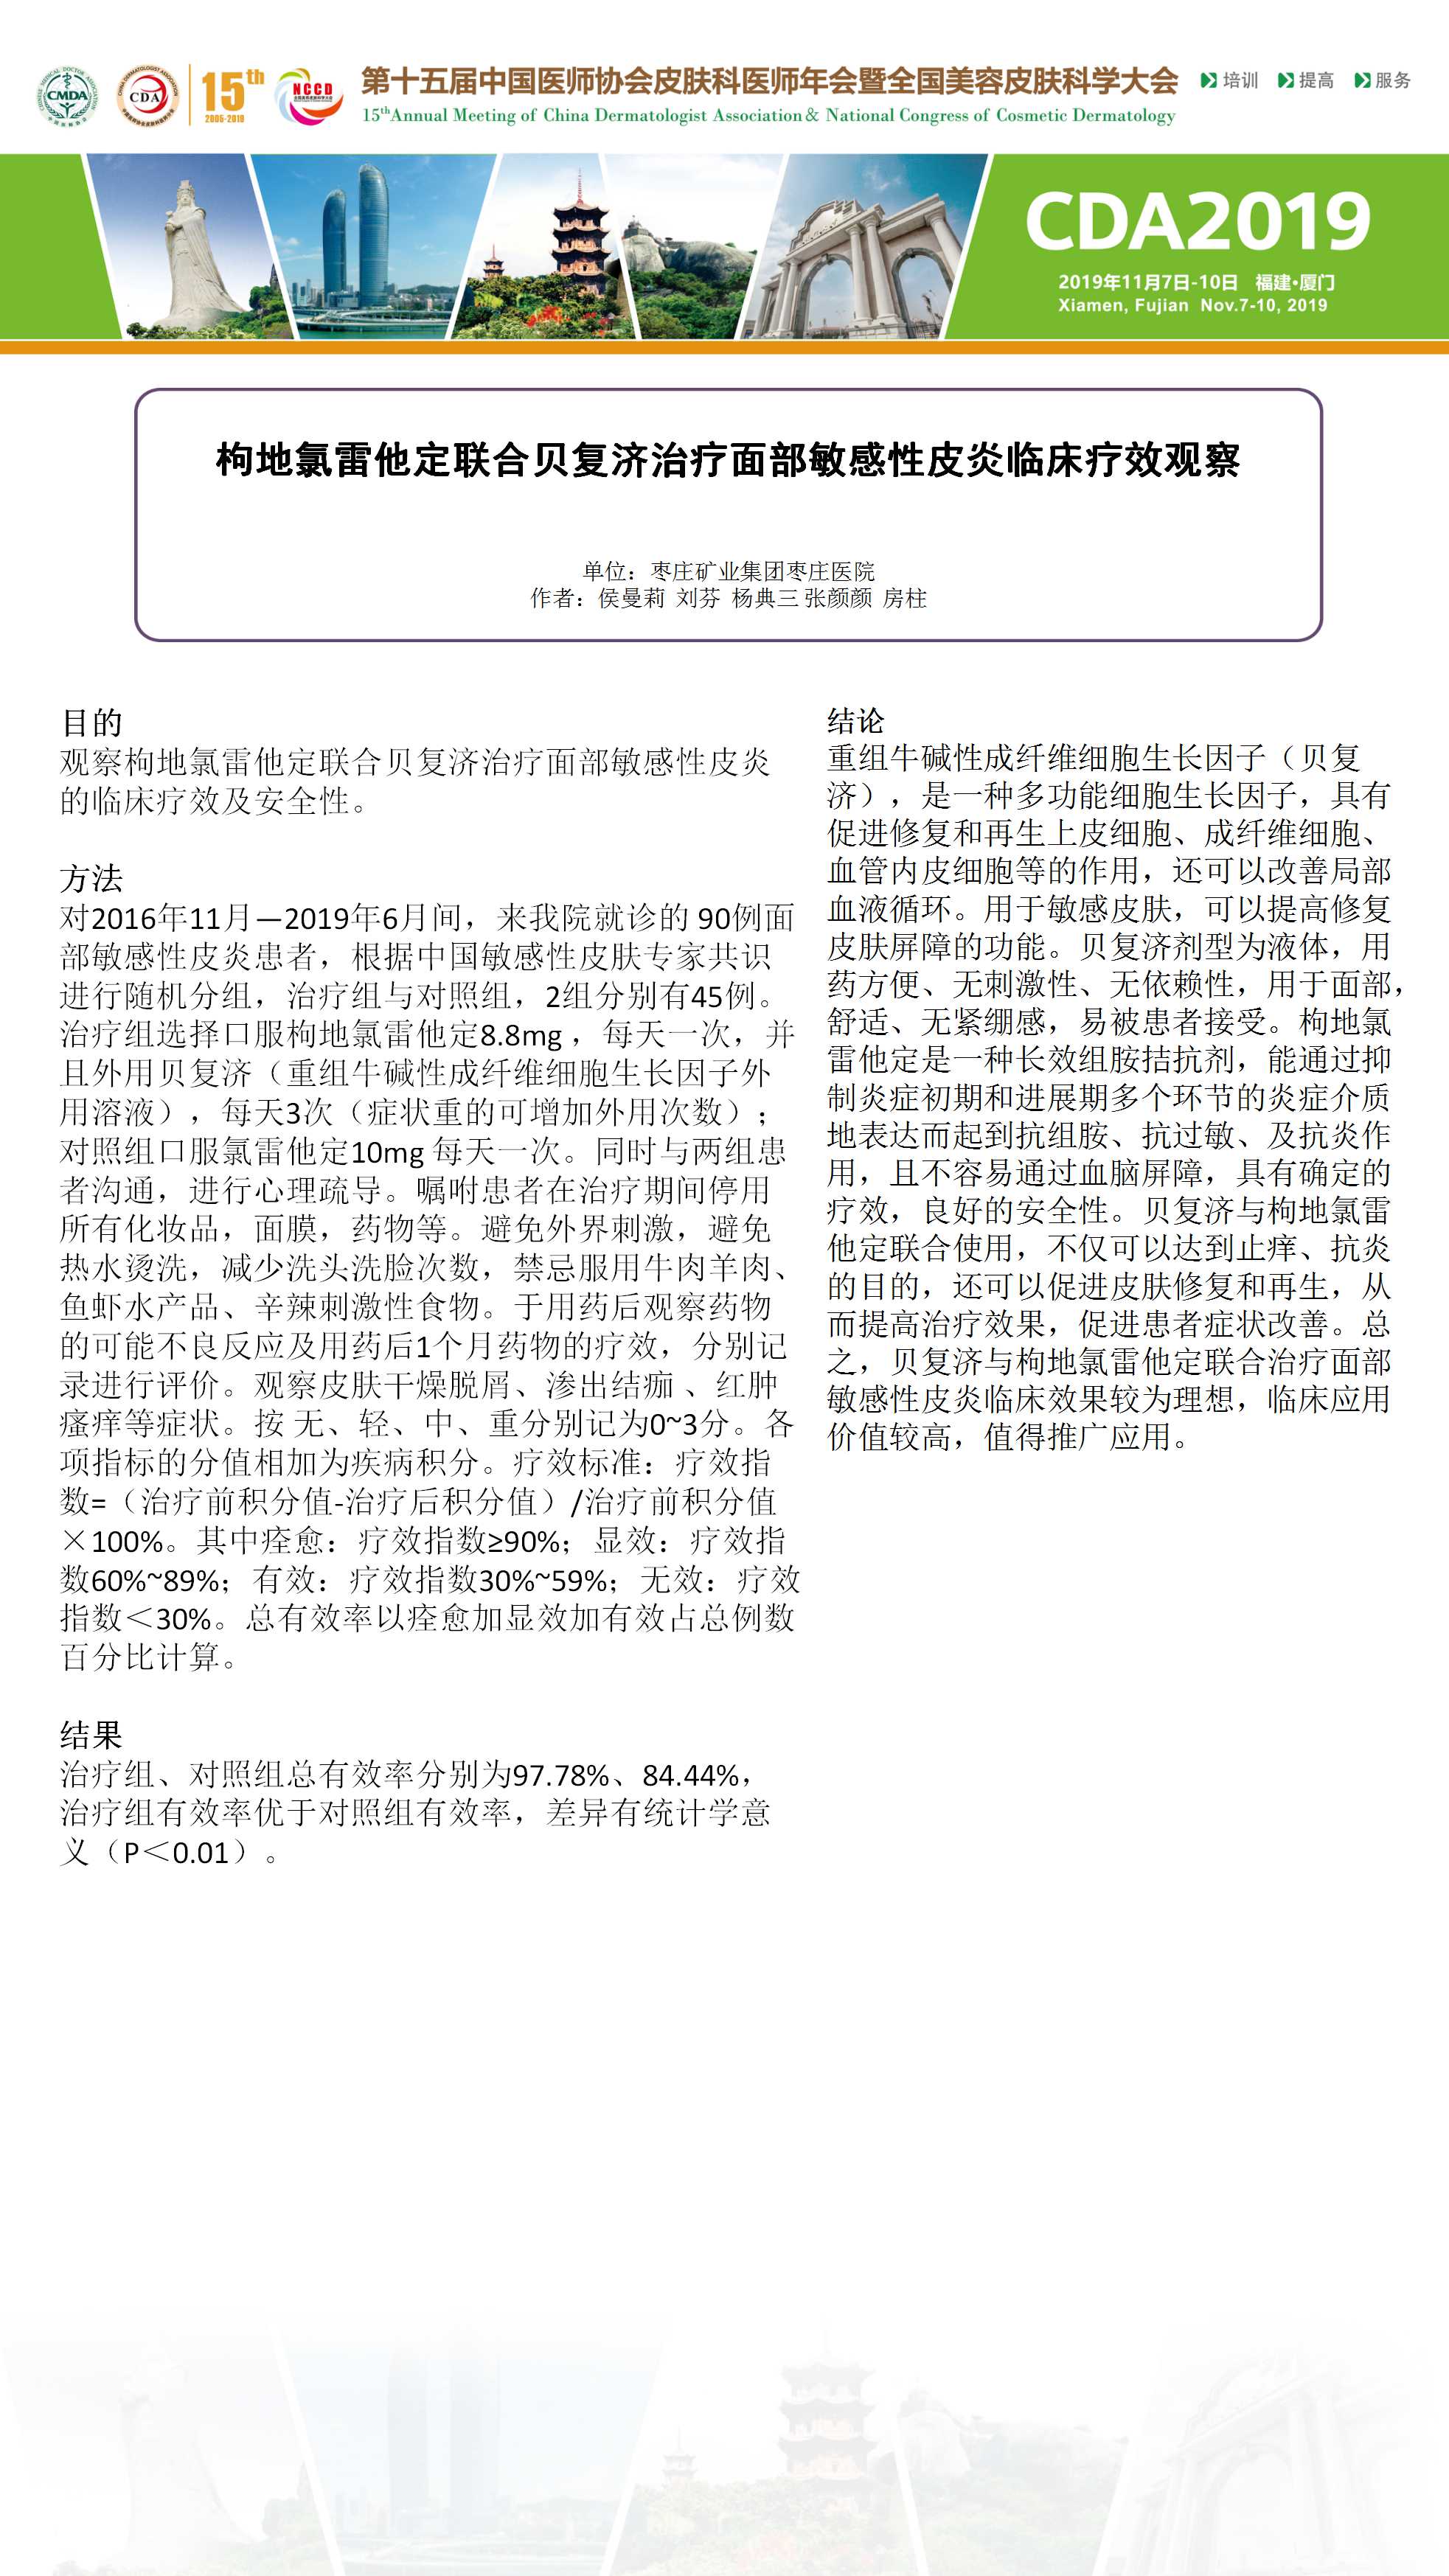 CMDA
CDA
15th
2005-2019
NCCD
第十五届中国医师协会皮肤科医师年会暨全国美容皮肤科学大会
15thAnnual Meeting of China Dermatologist Association & National Congress of Cosmetic Dermatology
培训 提高 服务
CDA2019
2019年11月7日-10日 福建•厦门
Xiamen, Fujian Nov.7-10, 2019
枸地氯雷他定联合贝复济治疗面部敏感性皮炎临床疗效观察
单位：枣庄矿业集团枣庄医院
作者：侯曼莉 刘芬 杨典三 张颜颜 房柱
目的
观察枸地氯雷他定联合贝复济治疗面部敏感性皮炎
的临床疗效及安全性。
方法
对2016年11月—2019年6月间，来我院就诊的 90例面
部敏感性皮炎患者，根据中国敏感性皮肤专家共识
进行随机分组，治疗组与对照组，2组分别有45例。
治疗组选择口服枸地氯雷他定8.8mg ，每天一次，并
且外用贝复济（重组牛碱性成纤维细胞生长因子外
用溶液），每天3次（症状重的可增加外用次数）；
对照组口服氯雷他定10mg 每天一次。同时与两组患
者沟通，进行心理疏导。嘱咐患者在治疗期间停用
所有化妆品，面膜，药物等。避免外界刺激，避免
热水烫洗，减少洗头洗脸次数，禁忌服用牛肉羊肉、
鱼虾水产品、辛辣刺激性食物。于用药后观察药物
的可能不良反应及用药后1个月药物的疗效，分别记
录进行评价。观察皮肤干燥脱屑、渗出结痂 、红肿
瘙痒等症状。按 无、轻、中、重分别记为0~3分。各
项指标的分值相加为疾病积分。疗效标准：疗效指
数=（治疗前积分值-治疗后积分值）/治疗前积分值
×100%。其中痊愈：疗效指数≥90%；显效：疗效指
数60%~89%；有效：疗效指数30%~59%；无效：疗效
指数＜30%。总有效率以痊愈加显效加有效占总例数
百分比计算。
结果
治疗组、对照组总有效率分别为97.78%、84.44%，
治疗组有效率优于对照组有效率，差异有统计学意
义（P＜0.01）。
结论
重组牛碱性成纤维细胞生长因子（贝复
济），是一种多功能细胞生长因子，具有
促进修复和再生上皮细胞、成纤维细胞、
血管内皮细胞等的作用，还可以改善局部
血液循环。用于敏感皮肤，可以提高修复
皮肤屏障的功能。贝复济剂型为液体，用
药方便、无刺激性、无依赖性，用于面部，
舒适、无紧绷感，易被患者接受。枸地氯
雷他定是一种长效组胺拮抗剂，能通过抑
制炎症初期和进展期多个环节的炎症介质
地表达而起到抗组胺、抗过敏、及抗炎作
用，且不容易通过血脑屏障，具有确定的
疗效，良好的安全性。贝复济与枸地氯雷
他定联合使用，不仅可以达到止痒、抗炎
的目的，还可以促进皮肤修复和再生，从
而提高治疗效果，促进患者症状改善。总
之，贝复济与枸地氯雷他定联合治疗面部
敏感性皮炎临床效果较为理想，临床应用
价值较高，值得推广应用。